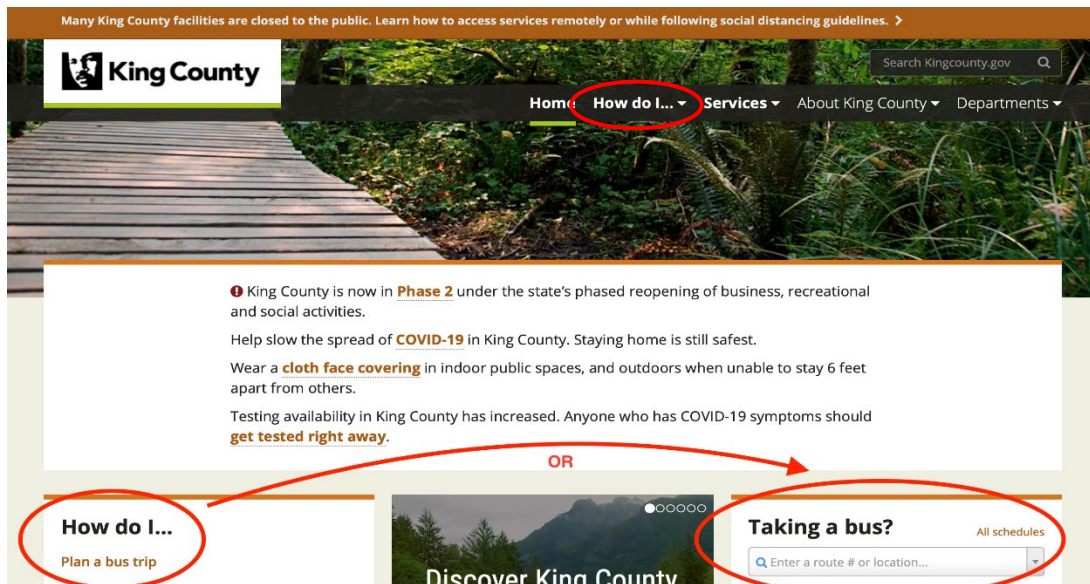 Many King County facilities are closed to the public. Learn how to access services remotely or while following social distancing guidelines. >
King County
Search Kingcounty.gov
Home How do I... Services About King County Departments
King County is now in Phase 2 under the state's phased reopening of business, recreational
and social activities.
Help slow the spread of COVID-19 in King County. Staying home is still safest.
Wear a cloth face covering in indoor public spaces, and outdoors when unable to stay 6 feet
apart from others.
Testing availability in King County has increased. Anyone who has COVID-19 symptoms should
get tested right away.
OR
How do I...
Plan a bus trip
Discover King County
Taking a bus? All schedules
Enter a route # or location...